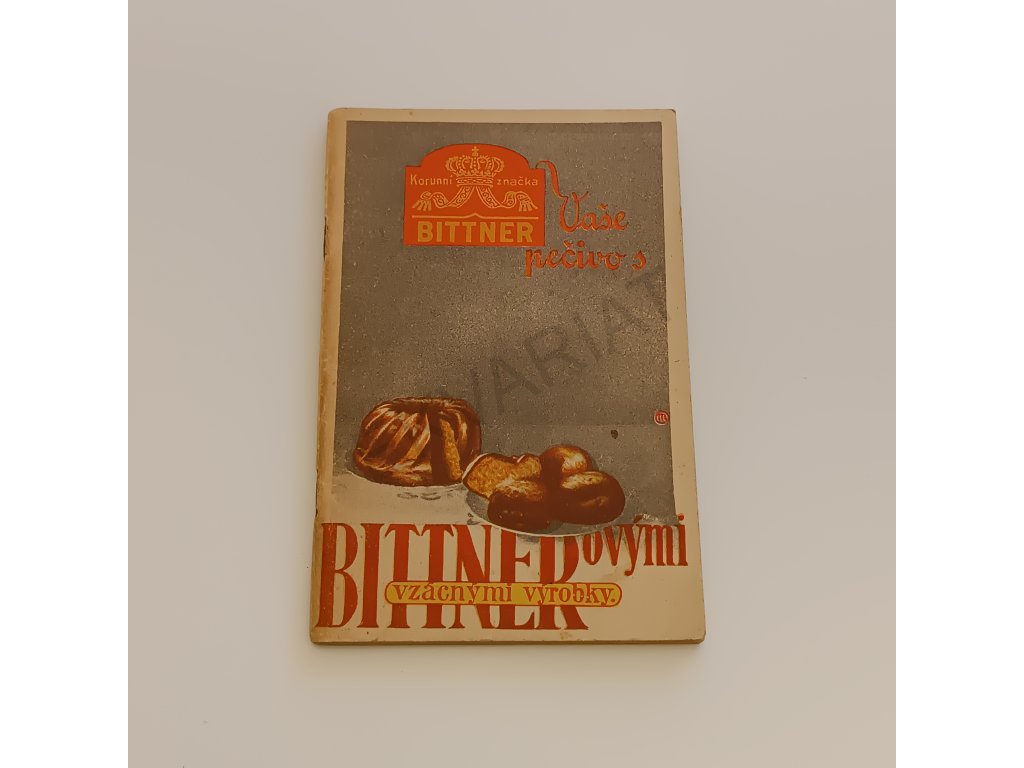 Korunní značka
BITTNER
Vaše
pečivo s
BITTNERovými
vzácnými výrobky.